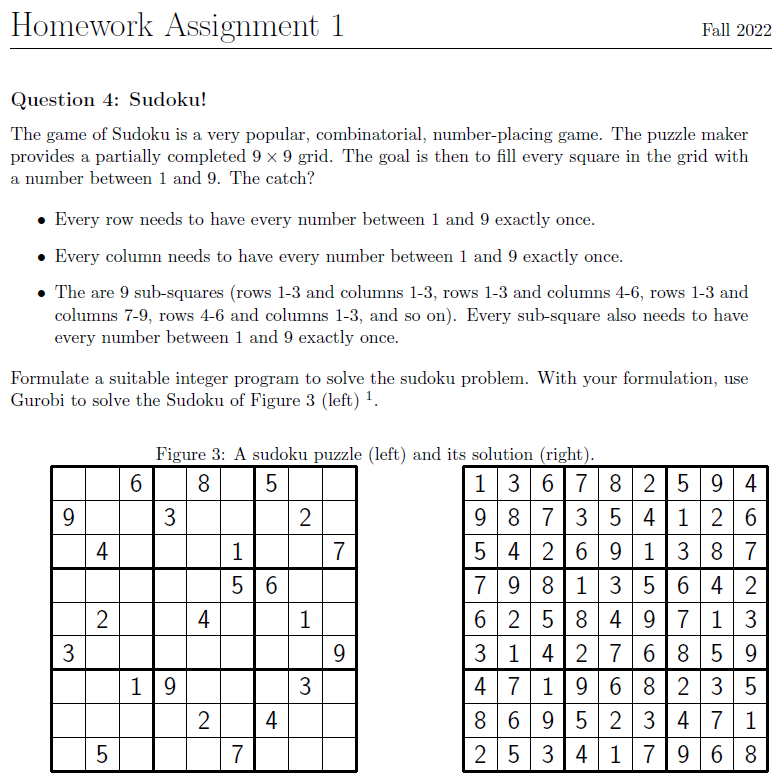 Homework Assignment 1
Fall 2022
Question 4: Sudoku!
The game of Sudoku is a very popular, combinatorial, number-placing game. The puzzle maker
provides a partially completed 9 × 9 grid. The goal is then to fill every square in the grid with
a number between 1 and 9. The catch?
• Every row needs to have every number between 1 and 9 exactly once.
• Every column needs to have every number between 1 and 9 exactly once.
• The are 9 sub-squares (rows 1-3 and columns 1-3, rows 1-3 and columns 4-6, rows 1-3 and
columns 7-9, rows 4-6 and columns 1-3, and so on). Every sub-square also needs to have
every number between 1 and 9 exactly once.
Formulate a suitable integer program to solve the sudoku problem. With your formulation, use
Gurobi to solve the Sudoku of Figure 3 (left) 1.
Figure 3: A sudoku puzzle (left) and its solution (right).
6 8 5
9 3 2
4 1 7
5 6
2 4 1
3 9
1 9 3
2 4
5 7
1 3 6 7 8 2 5 9 4
9 8 7 3 5 4 1 2 6
5 4 2 6 9 1 3 8 7
7 9 8 1 3 5 6 4 2
6 2 5 8 4 9 7 1 3
3 1 4 2 7 6 8 5 9
4 7 1 9 6 8 2 3 5
8 6 9 5 2 3 4 7 1
2 5 3 4 1 7 9 6 8